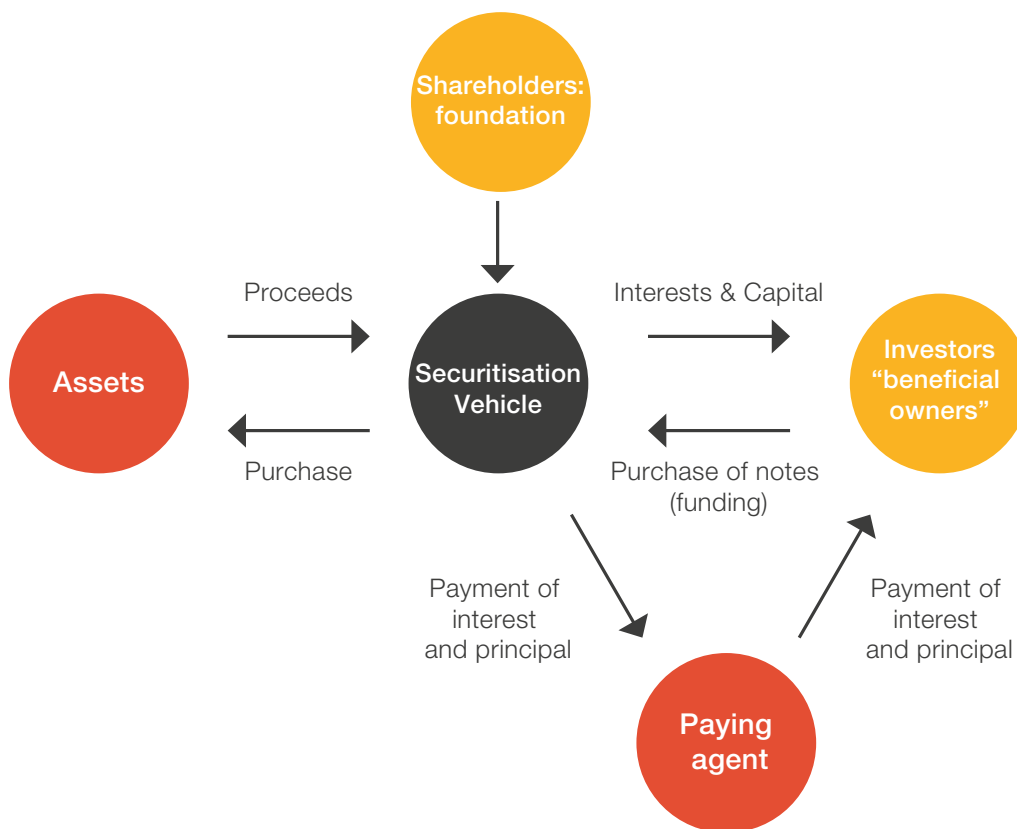 Shareholders:
foundation
Proceeds
Interests & Capital
Assets
Securitisation
Vehicle
Investors
“beneficial
owners”
Purchase
Purchase of notes
(funding)
Payment of
interest
and principal
Payment of
interest
and principal
Paying
agent